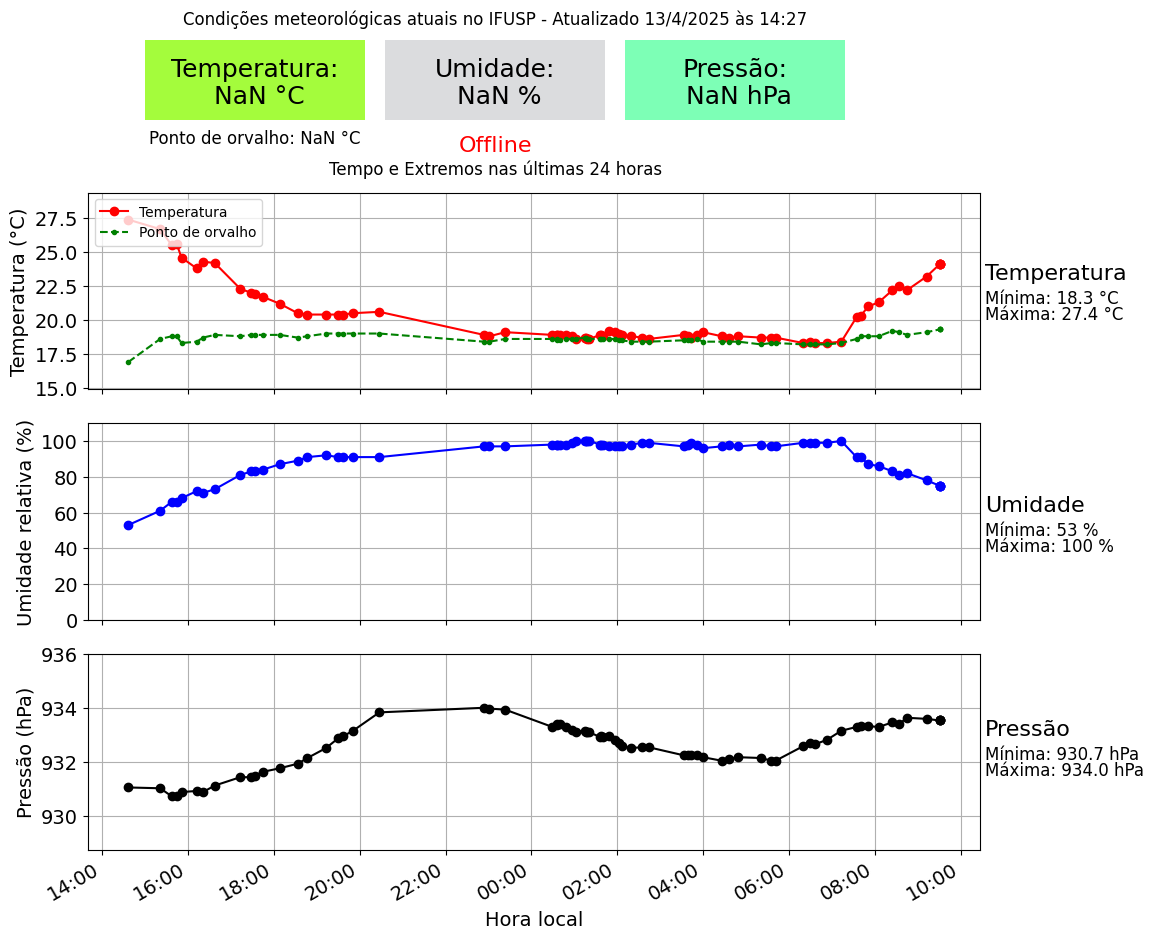 Condições meteorológicas atuais no IFUSP - Atualizado 13/4/2025 às 14:27
Temperatura:
NaN °C
Umidade:
NaN %
Pressão:
NaN hPa
Ponto de orvalho: NaN °C
Offline
Tempo e Extremos nas últimas 24 horas
Temperatura (°C)
27.5
25.0
22.5
20.0
17.5
15.0
Temperatura
Ponto de orvalho
Temperatura
Mínima: 18.3 °C
Máxima: 27.4 °C
Umidade relativa (%)
100
80
60
40
20
0
Umidade
Mínima: 53 %
Máxima: 100 %
Pressão (hPa)
936
934
932
930
Pressão
Mínima: 930.7 hPa
Máxima: 934.0 hPa
14:00
16:00
18:00
20:00
22:00
00:00
02:00
04:00
06:00
08:00
10:00
Hora local